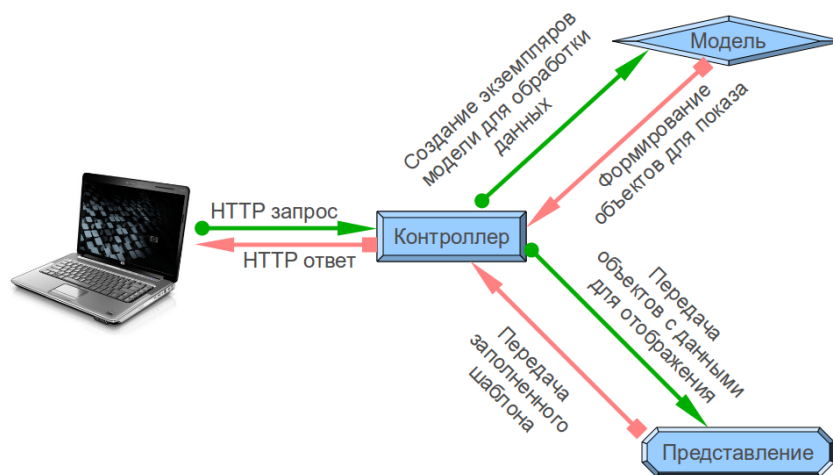 Модель
Создание экземпляров
модели для обработки
данных
Формирование
объектов для показа
HTTP запрос
HTTP ответ
Контроллер
Передача
объектов с данными
для отображения
Передача
заполненного
шаблона
Представление